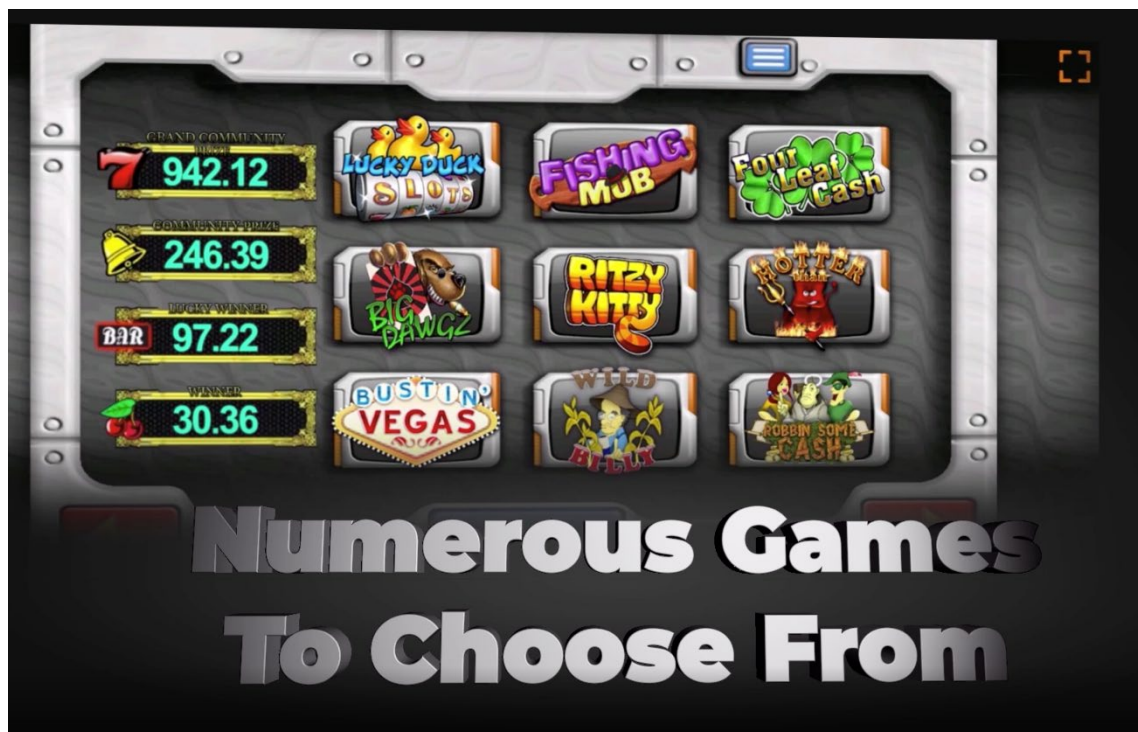 GRAND COMMUNITY
PRIZE
942.12
COMMUNITY PRIZE
246.39
LUCKY WINNER
BAR
97.22
WINNER
30.36
LUCKY DUCK
SLOTS
FISHING
MOB
Four
Leaf
Cash
BIG
DAWGZ
RITZY
KITTY
HOTTER
BUSTIN'
VEGAS
WILD
BILLY
ROBBIN SOME
CASH
Numerous Games
To Choose From